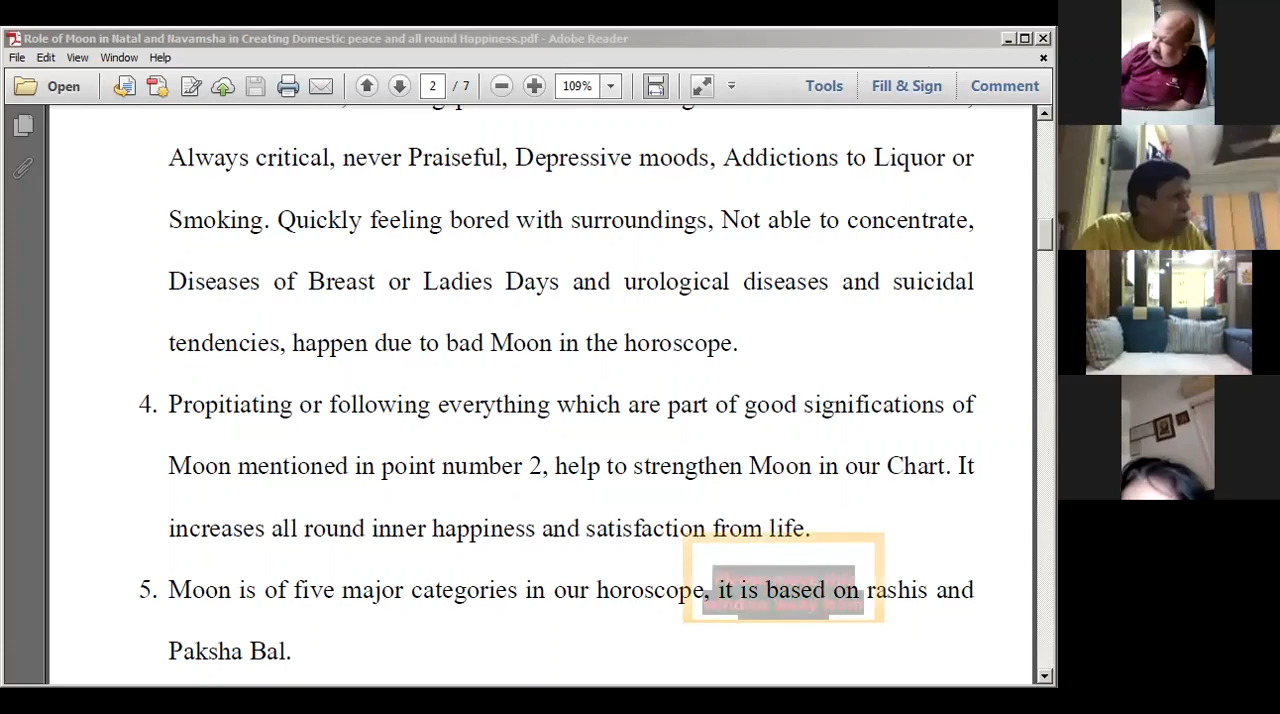 Role of Moon in Natal and Navamsha in Creating Domestic peace and all round Happiness.pdf - Adobe Reader
File Edit View Window Help
Open 2 / 7 109% Tools Fill & Sign Comment
Always critical, never Praiseful, Depressive moods, Addictions to Liquor or
Smoking. Quickly feeling bored with surroundings, Not able to concentrate,
Diseases of Breast or Ladies Days and urological diseases and suicidal
tendencies, happen due to bad Moon in the horoscope.
4. Propitiating or following everything which are part of good significations of
Moon mentioned in point number 2, help to strengthen Moon in our Chart. It
increases all round inner happiness and satisfaction from life.
5. Moon is of five major categories in our horoscope, it is based on rashis and
Paksha Bal.